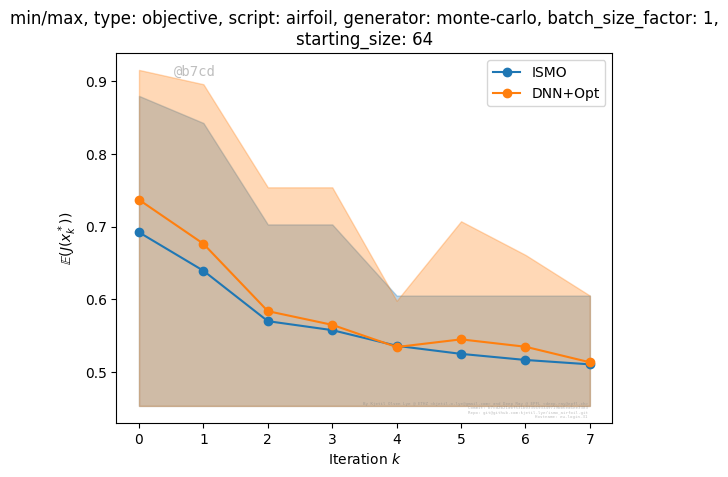 min/max, type: objective, script: airfoil, generator: monte-carlo, batch_size_factor: 1,
starting_size: 64
@b7cd
ISMO
DNN+Opt
0.9
0.8
0.7
0.6
0.5
𝔼(J(x_k^*))
0 1 2 3 4 5 6 7
Iteration k